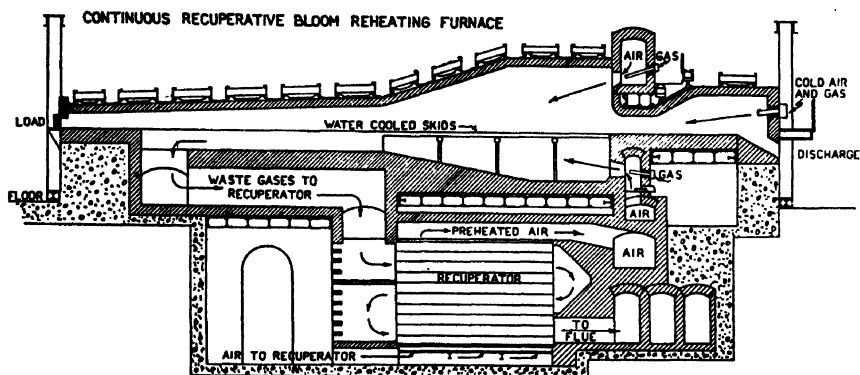 CONTINUOUS RECUPERATIVE BLOOM REHEATING FURNACE
AIR
GAS
COLD AIR
AND GAS
LOAD
WATER COOLED SKIDS
DISCHARGE
WASTE GASES TO
RECUPERATOR
GAS
FLOOR
AIR
PREHEATED AIR
AIR
RECUPERATOR
TO
FLUE
AIR TO RECUPERATOR